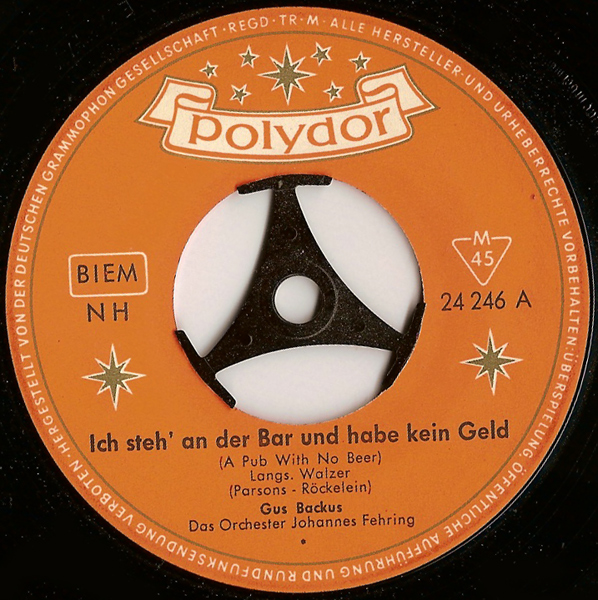 HERGESTELLT VON DER DEUTSCHEN GRAMMOPHON GESELLSCHAFT · REGD·TR·M·ALLE HERSTELLER-UND URHEBERRECHTE VORBEHALTEN·ÜBERSPIELUNG, ÖFFENTLICHE AUFFÜHRUNG UND RUNDFUNKSENDUNG VERBOTEN·
polydor
BIEM
NH
M
45
24 246 A
Ich steh' an der Bar und habe kein Geld
(A Pub With No Beer)
Langs. Walzer
(Parsons - Röckelein)
Gus Backus
Das Orchester Johannes Fehring